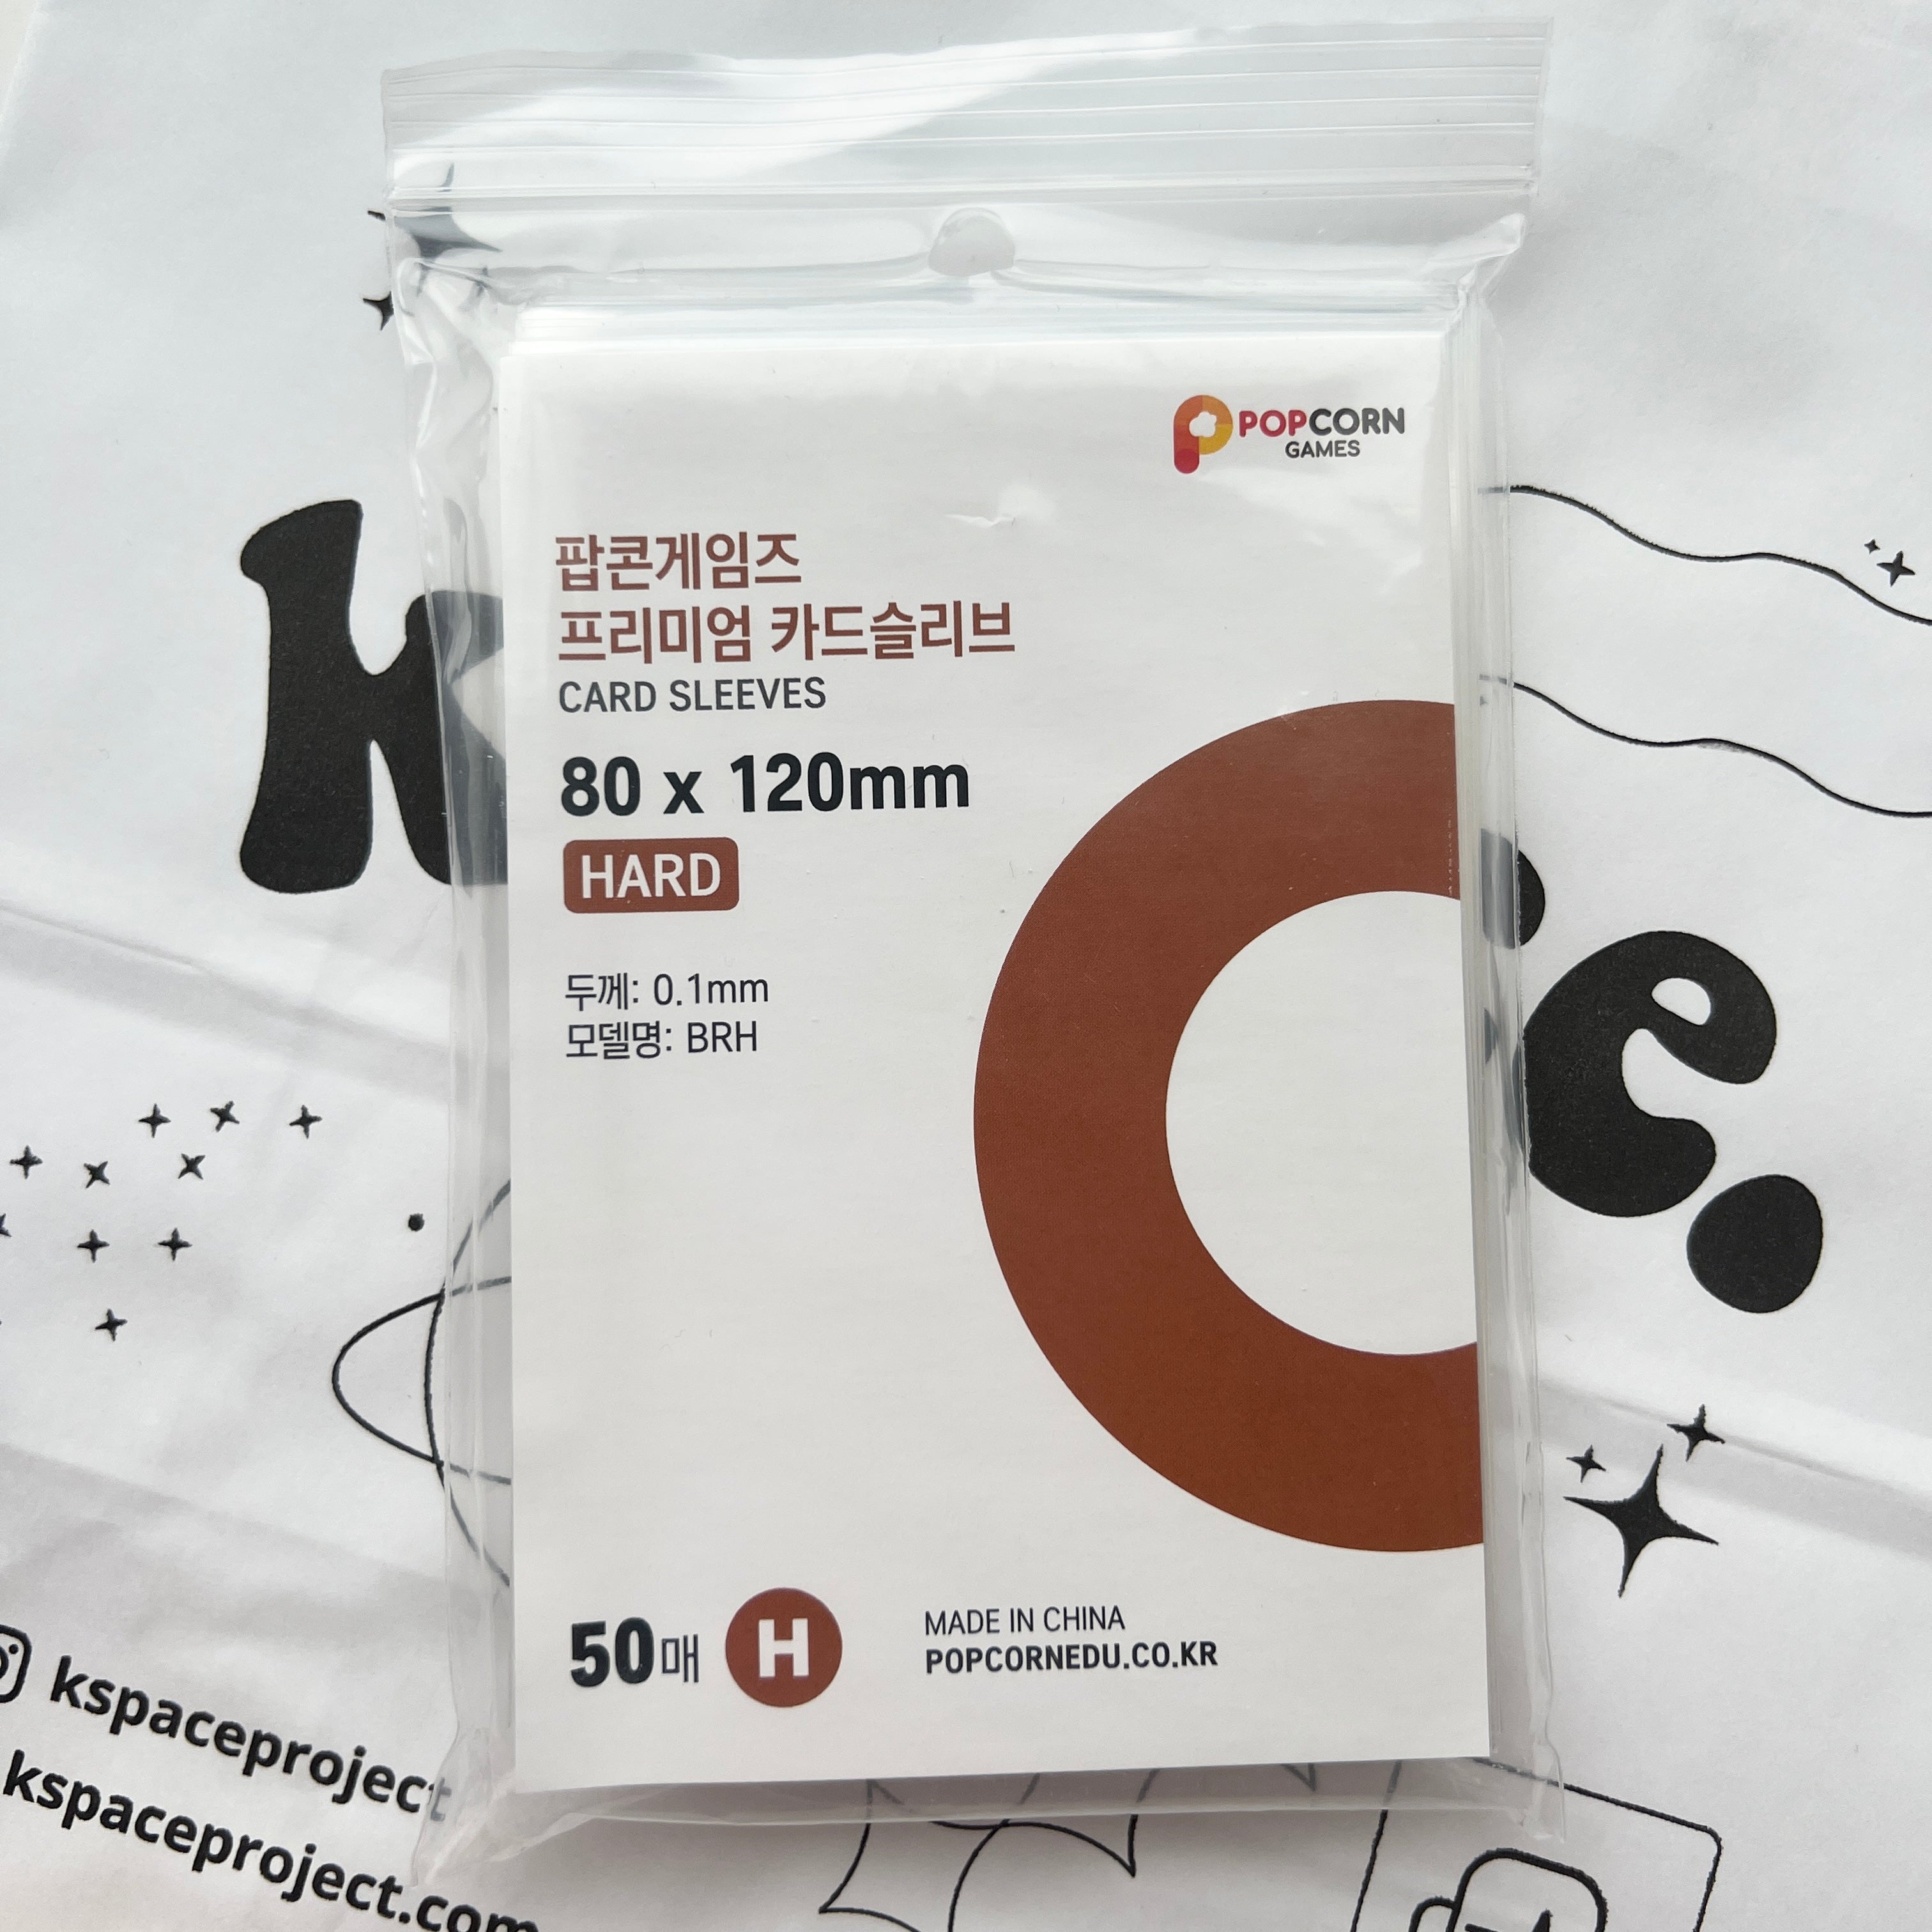 POPCORN
GAMES
팝콘게임즈
프리미엄 카드슬리브
CARD SLEEVES
80 x 120mm
HARD
두께: 0.1mm
모델명: BRH
50매
H
MADE IN CHINA
POPCORNEDU.CO.KR
kspaceproject
kspaceproject.com